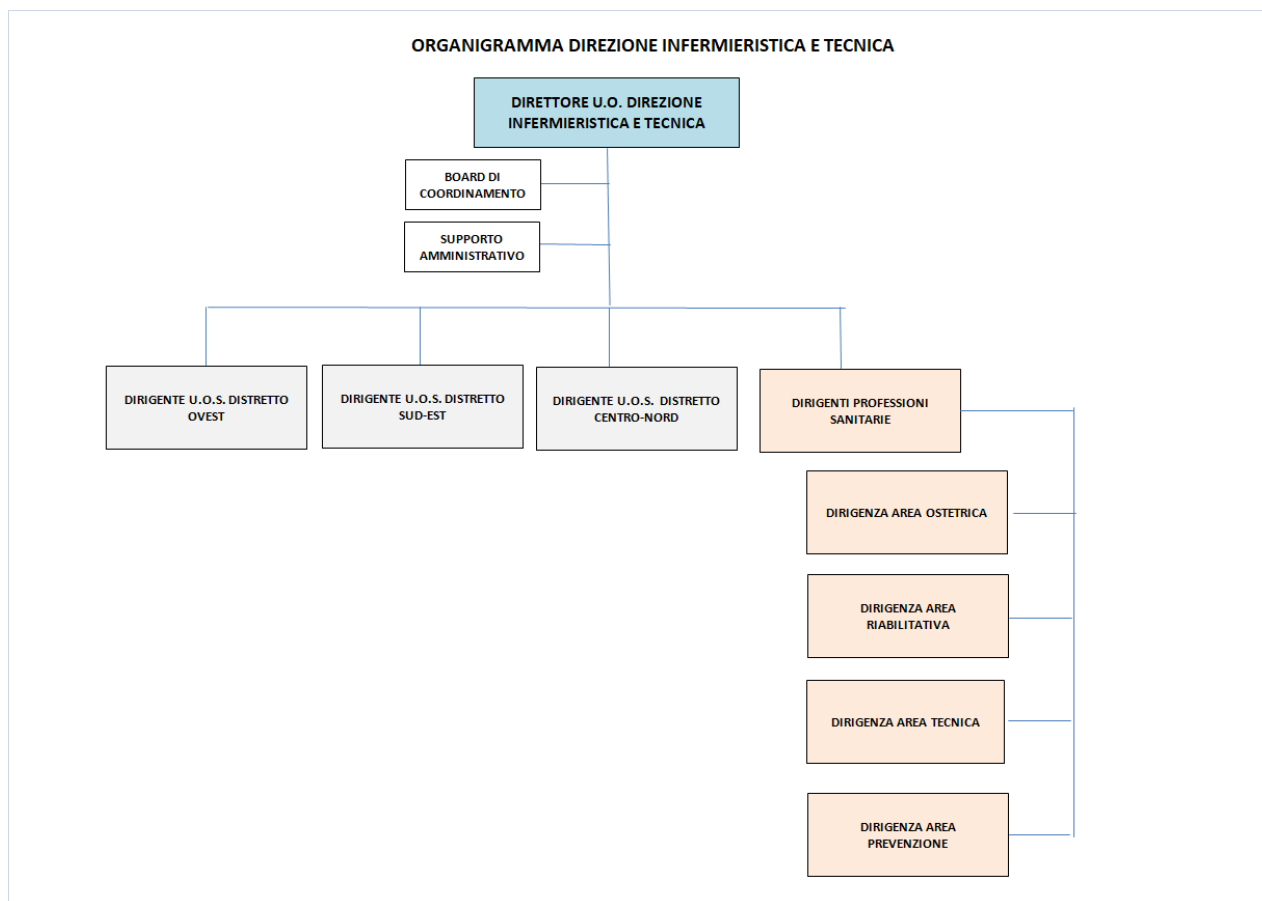 ORGANIGRAMMA DIREZIONE INFERMIERISTICA E TECNICA
DIRETTORE U.O. DIREZIONE
INFERMIERISTICA E TECNICA
BOARD DI
COORDINAMENTO
SUPPORTO
AMMINISTRATIVO
DIRIGENTE U.O.S. DISTRETTO
OVEST
DIRIGENTE U.O.S. DISTRETTO
SUD-EST
DIRIGENTE U.O.S. DISTRETTO
CENTRO-NORD
DIRIGENTI PROFESSIONI
SANITARIE
DIRIGENZA AREA OSTETRICA
DIRIGENZA AREA
RIABILITATIVA
DIRIGENZA AREA TECNICA
DIRIGENZA AREA
PREVENZIONE